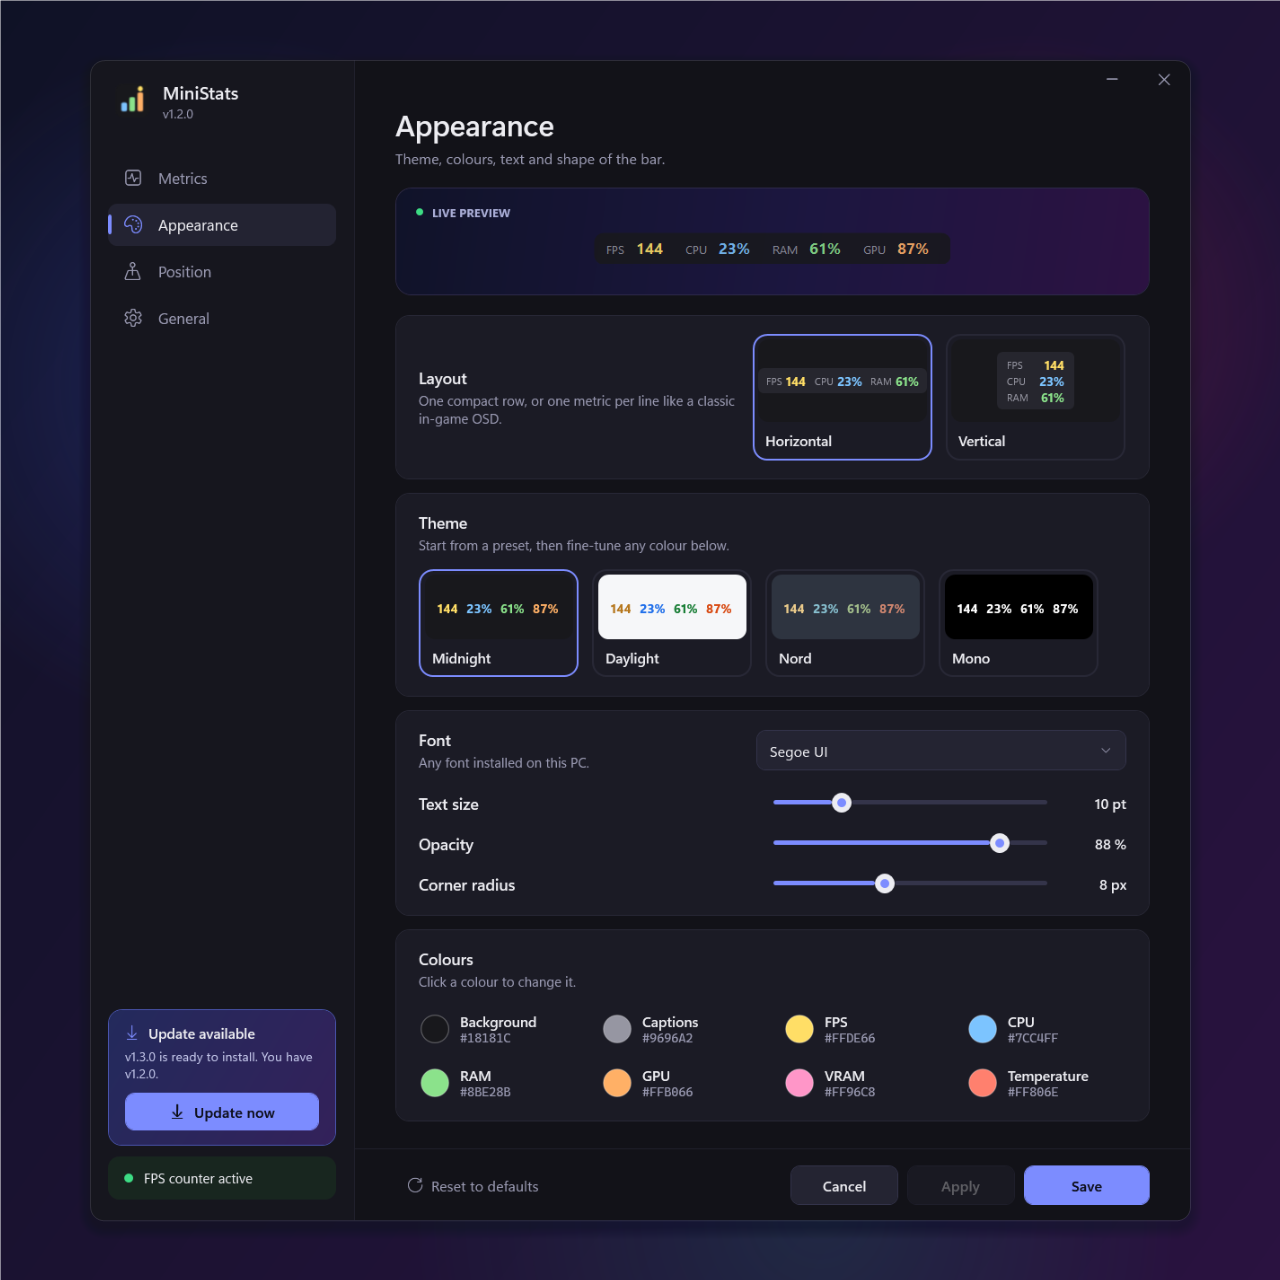 MiniStats
v1.2.0
Metrics
Appearance
Position
General
Update available
v1.3.0 is ready to install. You have
v1.2.0.
Update now
FPS counter active
Appearance
Theme, colours, text and shape of the bar.
LIVE PREVIEW
FPS 144 CPU 23% RAM 61% GPU 87%
Layout
One compact row, or one metric per line like a classic
in-game OSD.
FPS 144 CPU 23% RAM 61%
Horizontal
FPS 144
CPU 23%
RAM 61%
Vertical
Theme
Start from a preset, then fine-tune any colour below.
144 23% 61% 87%
Midnight
144 23% 61% 87%
Daylight
144 23% 61% 87%
Nord
144 23% 61% 87%
Mono
Font
Any font installed on this PC.
Segoe UI
Text size 10 pt
Opacity 88 %
Corner radius 8 px
Colours
Click a colour to change it.
Background
#18181C
Captions
#9696A2
FPS
#FFDE66
CPU
#7CC4FF
RAM
#8BE28B
GPU
#FFB066
VRAM
#FF96C8
Temperature
#FF806E
Reset to defaults
Cancel
Apply
Save